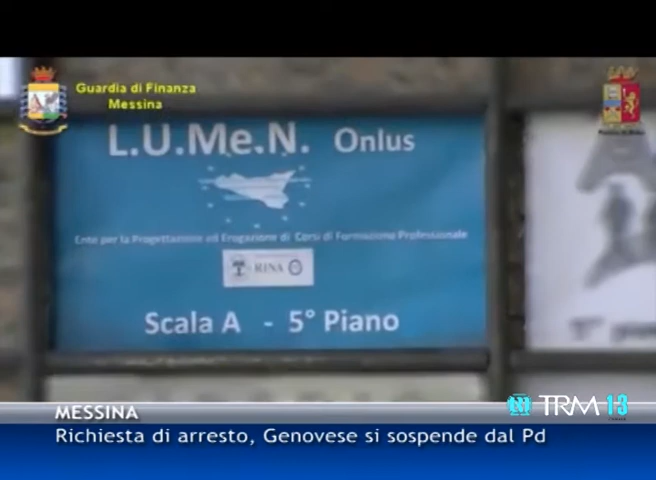 Guardia di Finanza
Messina
L.U.Me.N. Onlus
Ente per la Progettazione ed Erogazione di Corsi di Formazione Professionale
RINA
Scala A - 5° Piano
MESSINA
TRM 13
Richiesta di arresto, Genovese si sospende dal Pd